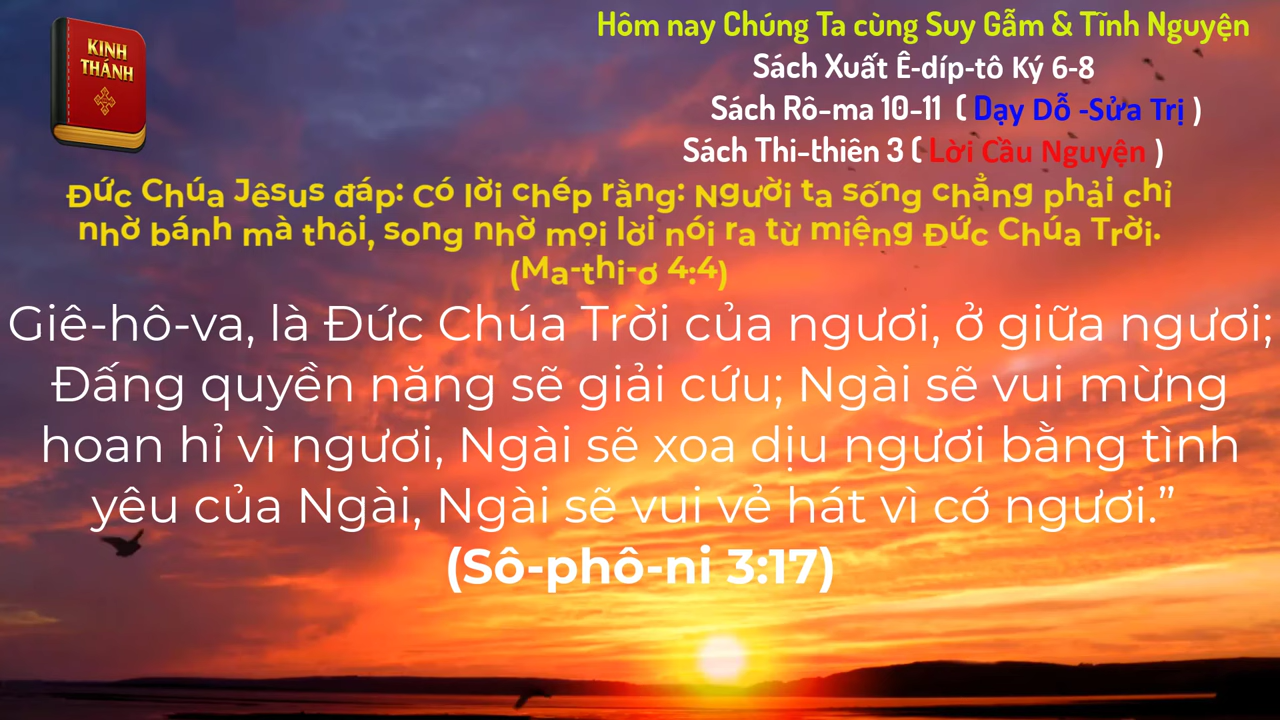 KINH
THÁNH
Hôm nay Chúng Ta cùng Suy Gẫm & Tĩnh Nguyện
Sách Xuất Ê-díp-tô Ký 6-8
Sách Rô-ma 10-11 ( Dạy Dỗ -Sửa Trị )
Sách Thi-thiên 3 ( Lời Cầu Nguyện )
Đức Chúa Jêsus đáp: Có lời chép rằng: Người ta sống chẳng phải chỉ
nhờ bánh mà thôi, song nhờ mọi lời nói ra từ miệng Đức Chúa Trời.
(Ma-thi-ơ 4:4)
Giê-hô-va, là Đức Chúa Trời của ngươi, ở giữa ngươi;
Đấng quyền năng sẽ giải cứu; Ngài sẽ vui mừng
hoan hỉ vì ngươi, Ngài sẽ xoa dịu ngươi bằng tình
yêu của Ngài, Ngài sẽ vui vẻ hát vì cớ ngươi.”
(Sô-phô-ni 3:17)